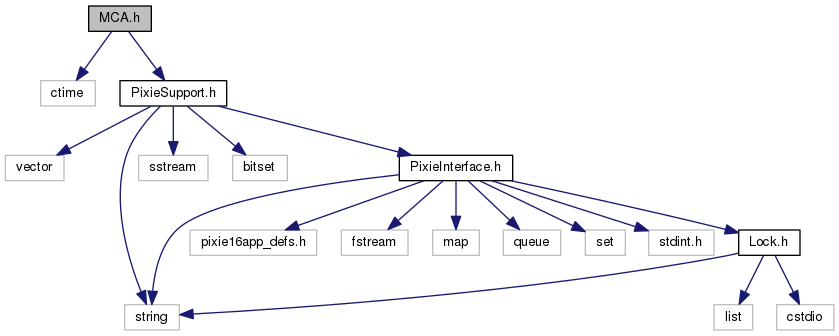 MCA.h
ctime
PixieSupport.h
vector
sstream
bitset
PixieInterface.h
pixie16app_defs.h
fstream
map
queue
set
stdint.h
Lock.h
string
list
cstdio